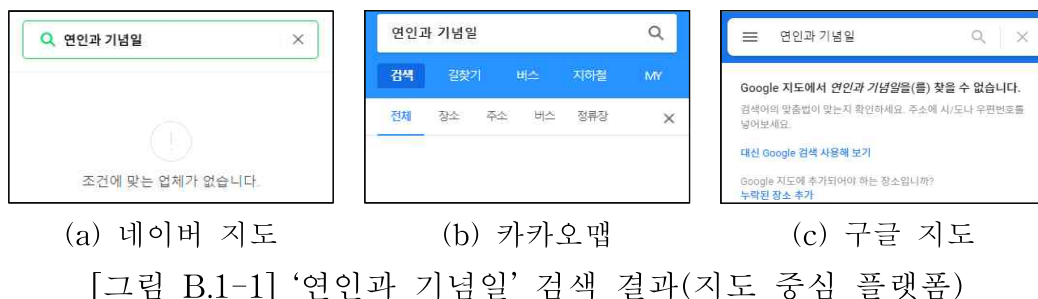 연인과 기념일
조건에 맞는 업체가 없습니다.
(a) 네이버 지도
연인과 기념일
검색 길찾기 버스 지하철 MY
전체 장소 주소 버스 정류장
(b) 카카오맵
연인과 기념일
Google 지도에서 연인과 기념일을(를) 찾을 수 없습니다.
검색어의 맞춤법이 맞는지 확인하세요. 주소에 시/도나 우편번호를
넣어보세요.
대신 Google 검색 사용해 보기
Google 지도에 추가되어야 하는 장소입니까?
누락된 장소 추가
(c) 구글 지도
[그림 B.1-1] ‘연인과 기념일’ 검색 결과(지도 중심 플랫폼)